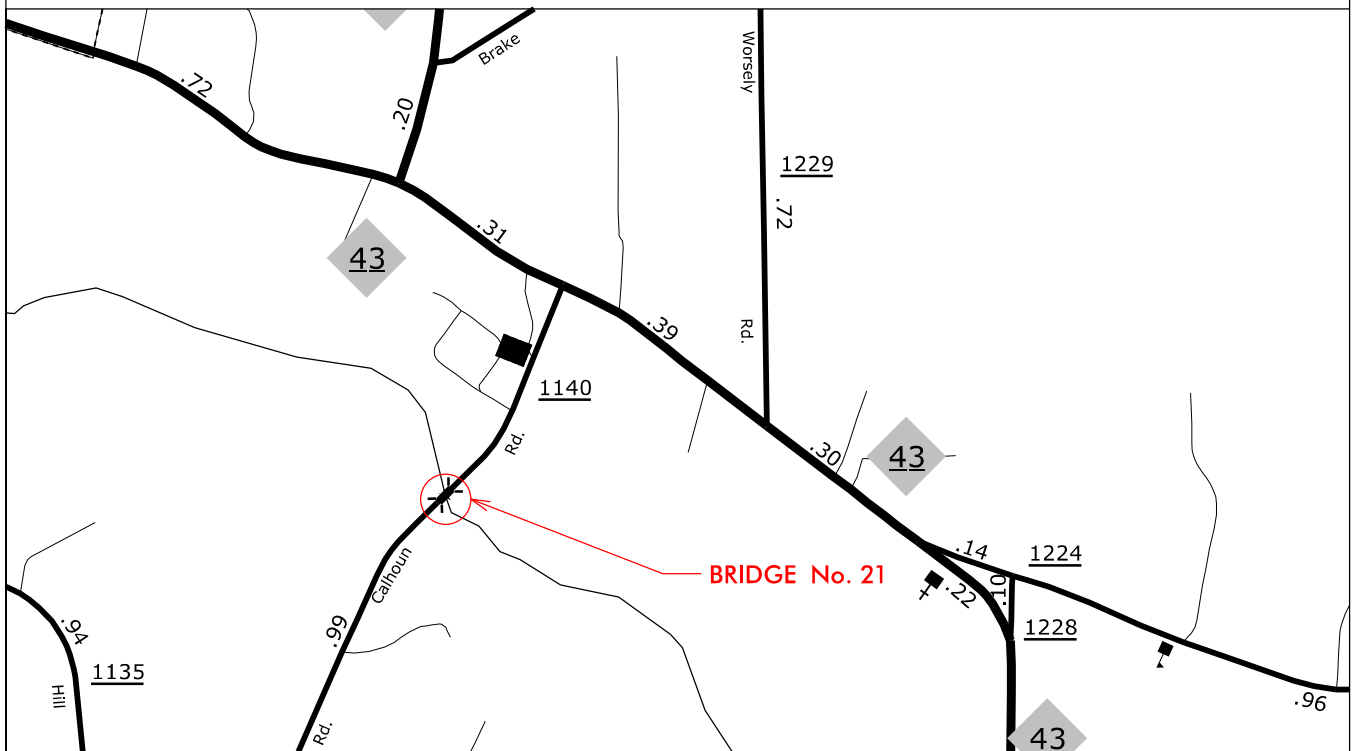 Brake
Worsely
.72
.20
1229
.72
.31
43
.39
Rd.
1140
Rd.
.30
43
.14
1224
BRIDGE No. 21
Calhoun
.10
.22
1228
.99
.94
1135
Hill
.96
Rd.
43